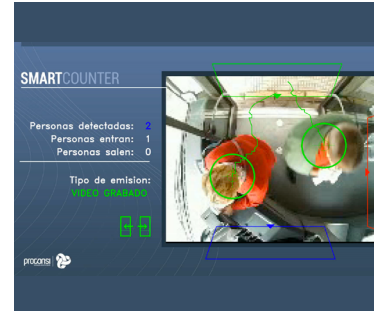 SMARTCOUNTER
Personas detectadas: 2
Personas entran: 1
Personas salen: 0
Tipo de emision:
VIDEO GRABADO
proconsi